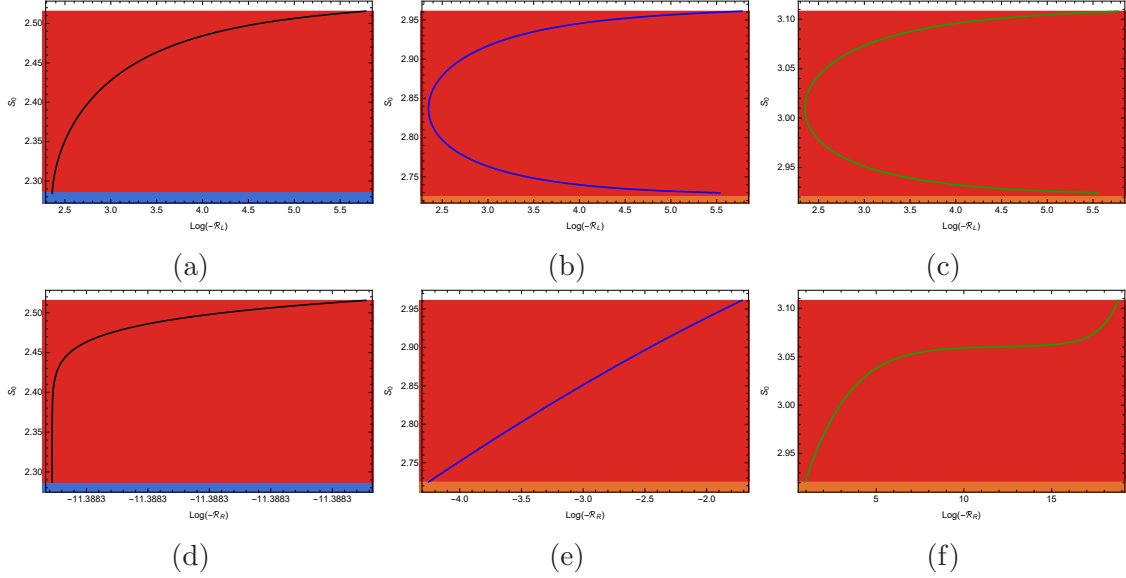 2.50
2.45
2.40
2.35
2.30
S₀
2.5 3.0 3.5 4.0 4.5 5.0 5.5
Log(-ℛL)
(a)
2.95
2.90
2.85
2.80
2.75
S₀
2.5 3.0 3.5 4.0 4.5 5.0 5.5
Log(-ℛL)
(b)
3.10
3.05
3.00
2.95
S₀
2.5 3.0 3.5 4.0 4.5 5.0 5.5
Log(-ℛL)
(c)
2.50
2.45
2.40
2.35
2.30
S₀
-11.3883 -11.3883 -11.3883 -11.3883 -11.3883
Log(-ℛR)
(d)
2.95
2.90
2.85
2.80
2.75
S₀
-4.0 -3.5 -3.0 -2.5 -2.0
Log(-ℛR)
(e)
3.10
3.05
3.00
2.95
S₀
5 10 15
Log(-ℛR)
(f)